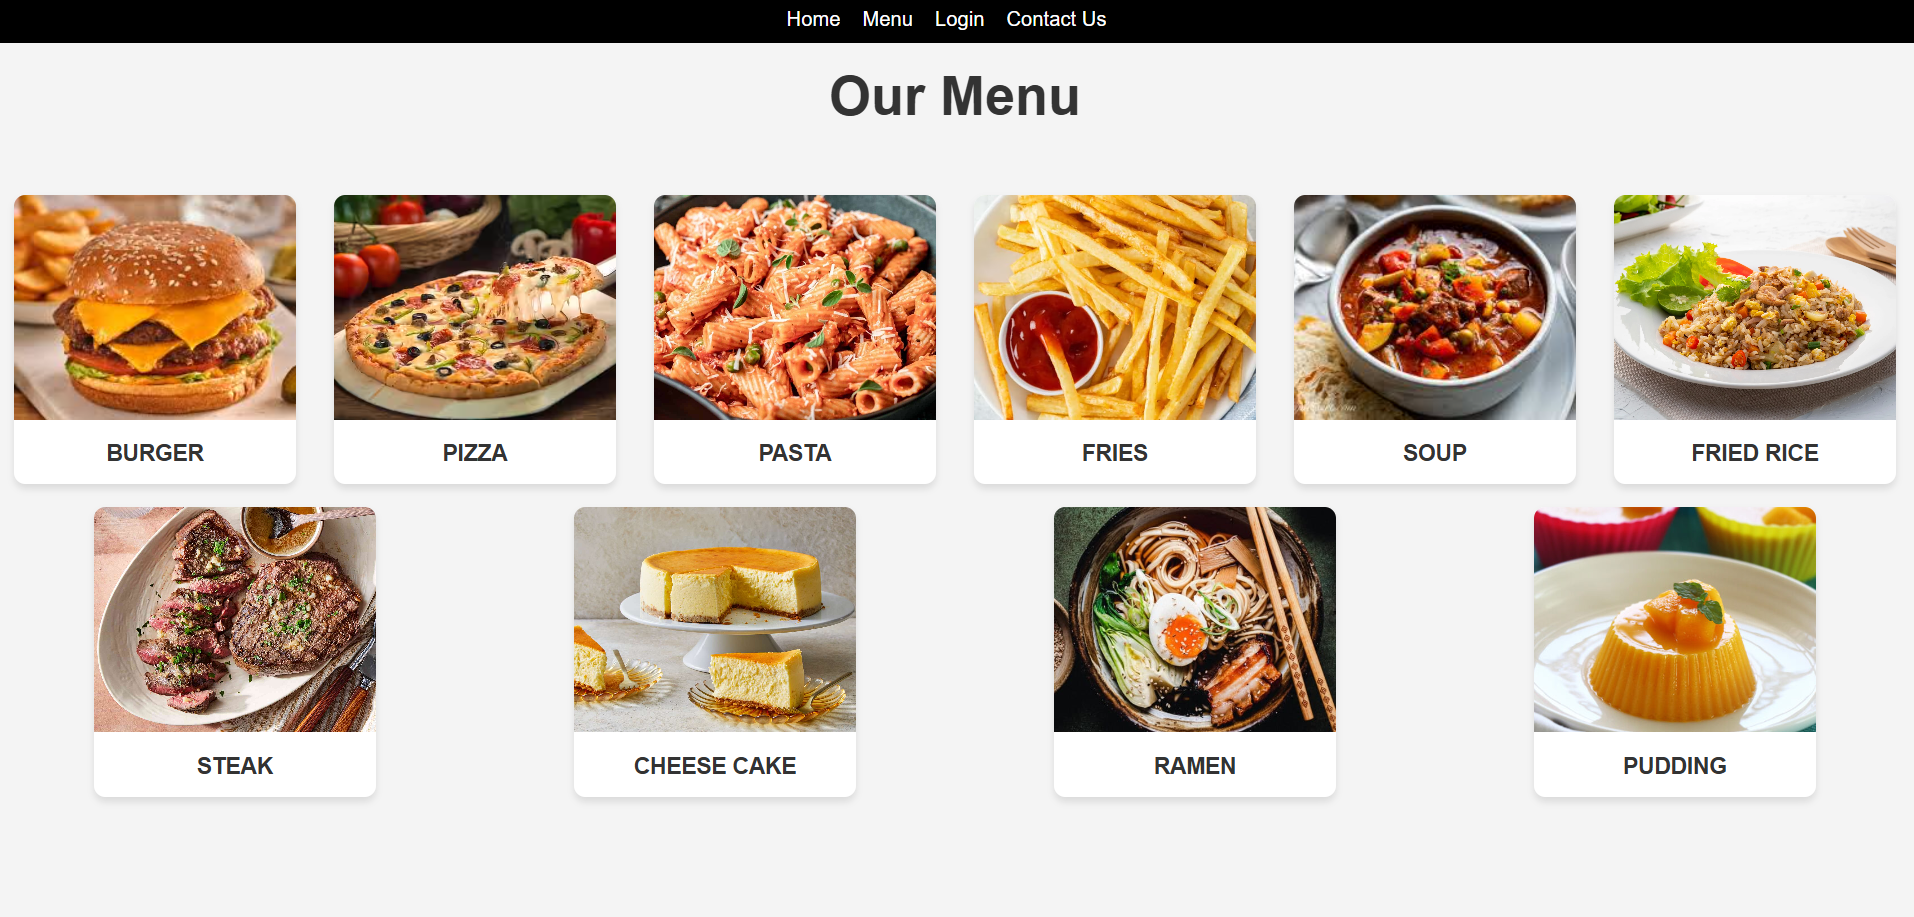 Home Menu Login Contact Us
Our Menu
BURGER PIZZA PASTA FRIES SOUP FRIED RICE
STEAK CHEESE CAKE RAMEN PUDDING